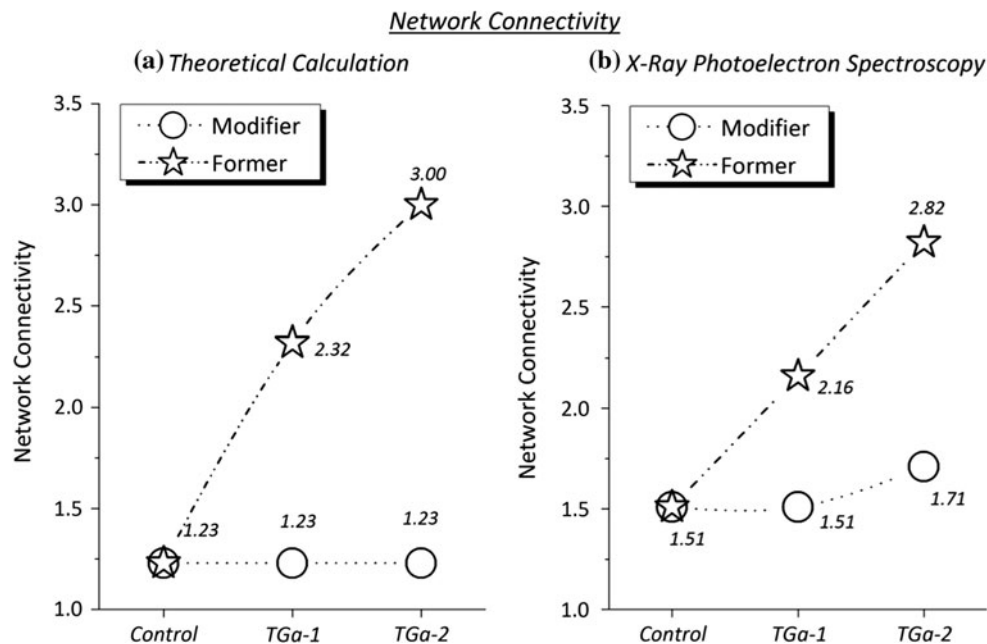 Network Connectivity
(a) Theoretical Calculation
3.5
Modifier
Former
3.00
3.0
Network Connectivity
2.5
2.32
2.0
1.5
1.23
1.23
1.23
1.0
Control
TGa-1
TGa-2
(b) X-Ray Photoelectron Spectroscopy
3.5
Modifier
Former
3.0
2.82
Network Connectivity
2.5
2.16
2.0
1.5
1.51
1.51
1.71
1.0
Control
TGa-1
TGa-2